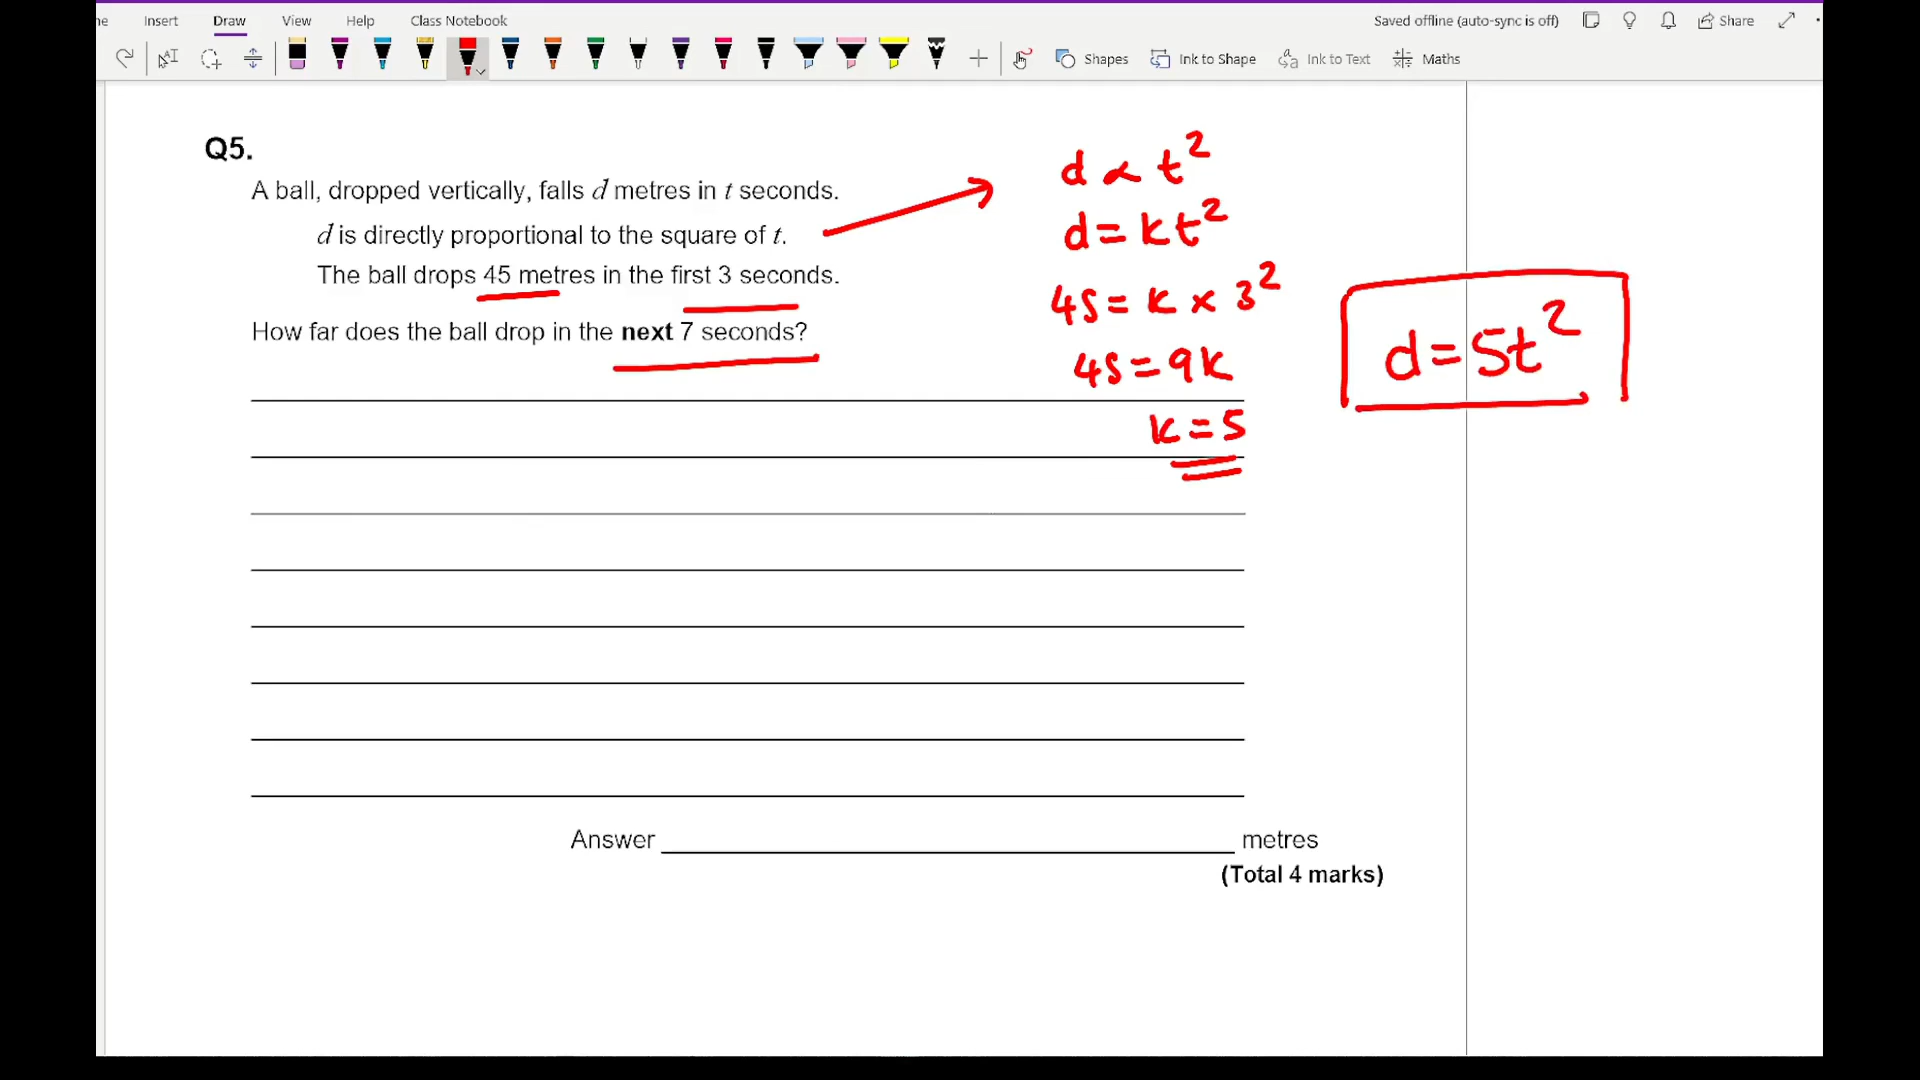 Insert Draw View Help Class Notebook Saved offline (auto-sync is off) Share
Shapes Ink to Shape Ink to Text Maths
Q5.
A ball, dropped vertically, falls d metres in t seconds.
d is directly proportional to the square of t.
The ball drops 45 metres in the first 3 seconds.
How far does the ball drop in the next 7 seconds?
d ∝ t²
d = kt²
45 = k × 3²
45 = 9k
k = 5
d = 5t²
Answer metres
(Total 4 marks)